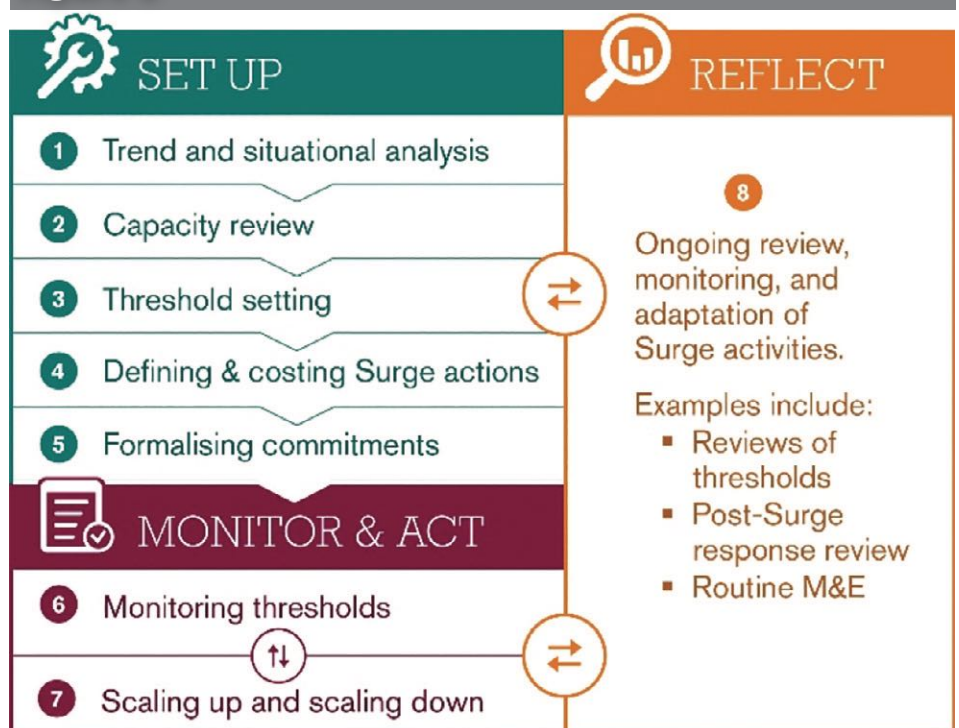 SET UP
1 Trend and situational analysis
2 Capacity review
3 Threshold setting
4 Defining & costing Surge actions
5 Formalising commitments
MONITOR & ACT
6 Monitoring thresholds
7 Scaling up and scaling down
REFLECT
8
Ongoing review,
monitoring, and
adaptation of
Surge activities.
Examples include:
▪ Reviews of
thresholds
▪ Post-Surge
response review
▪ Routine M&E